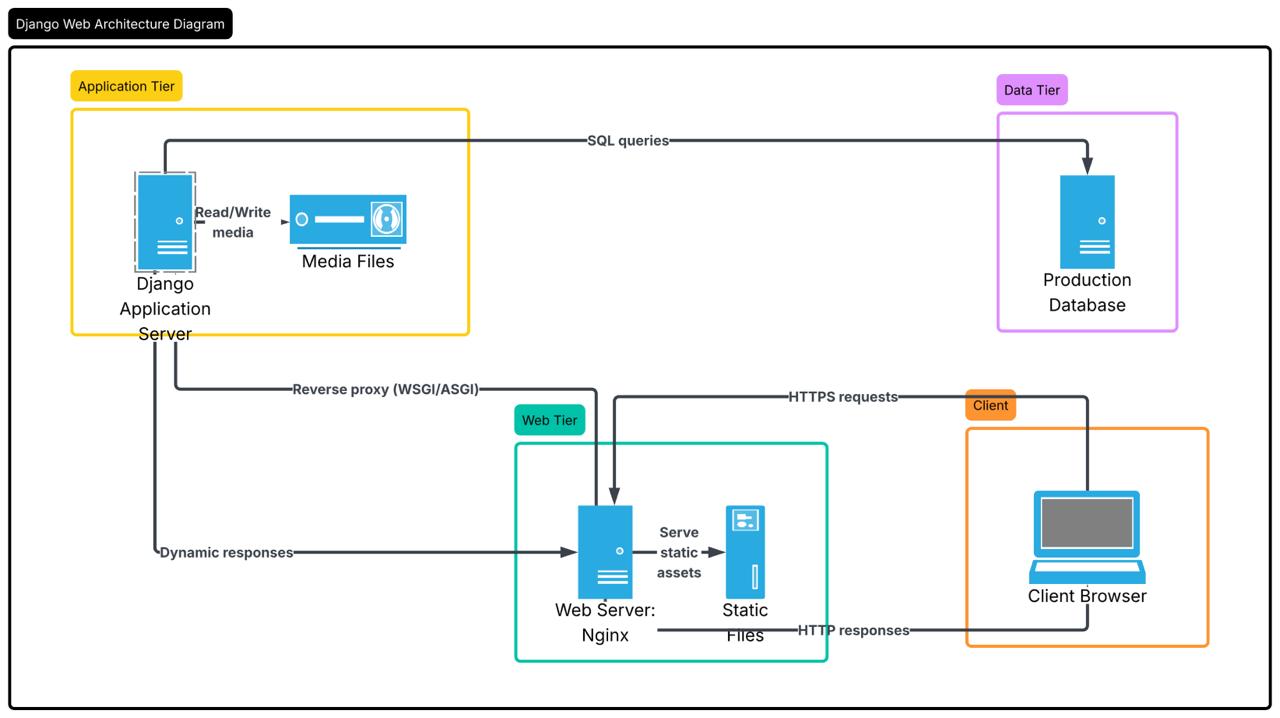 Django Web Architecture Diagram
Application Tier
Data Tier
SQL queries
Read/Write
media
Media Files
Django
Application
Server
Production
Database
Reverse proxy (WSGI/ASGI)
HTTPS requests
Client
Web Tier
Dynamic responses
Serve
static
assets
Web Server:
Nginx
Static
Files
Client Browser
HTTP responses